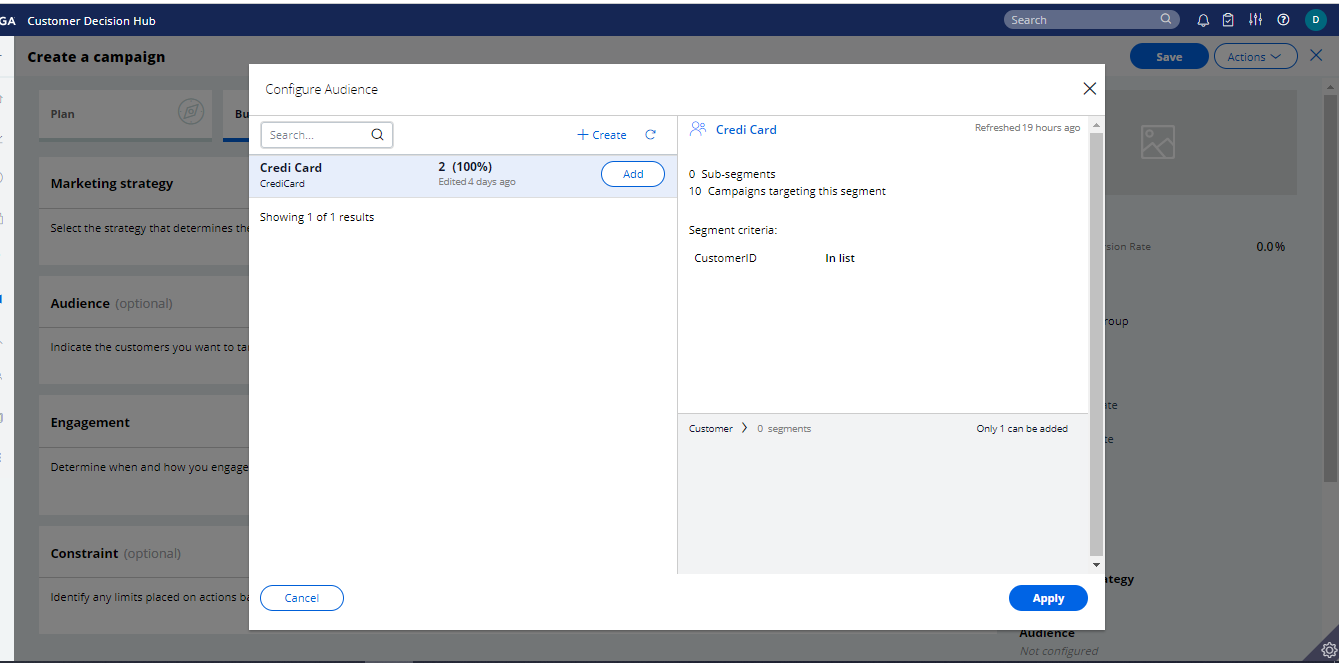 GA Customer Decision Hub
Search
D
Create a campaign
Save
Actions
Plan
Bu
Configure Audience
Search...
Create
Credi Card
CrediCard
2 (100%)
Edited 4 days ago
Add
Showing 1 of 1 results
Credi Card
Refreshed 19 hours ago
0 Sub-segments
10 Campaigns targeting this segment
Segment criteria:
CustomerID In list
Customer 0 segments
Only 1 can be added
Cancel
Apply
Marketing strategy
Select the strategy that determines the
Audience (optional)
Indicate the customers you want to ta
Engagement
Determine when and how you engage
Constraint (optional)
Identify any limits placed on actions ba
sion Rate 0.0%
roup
ate
te
ategy
Audience
Not configured